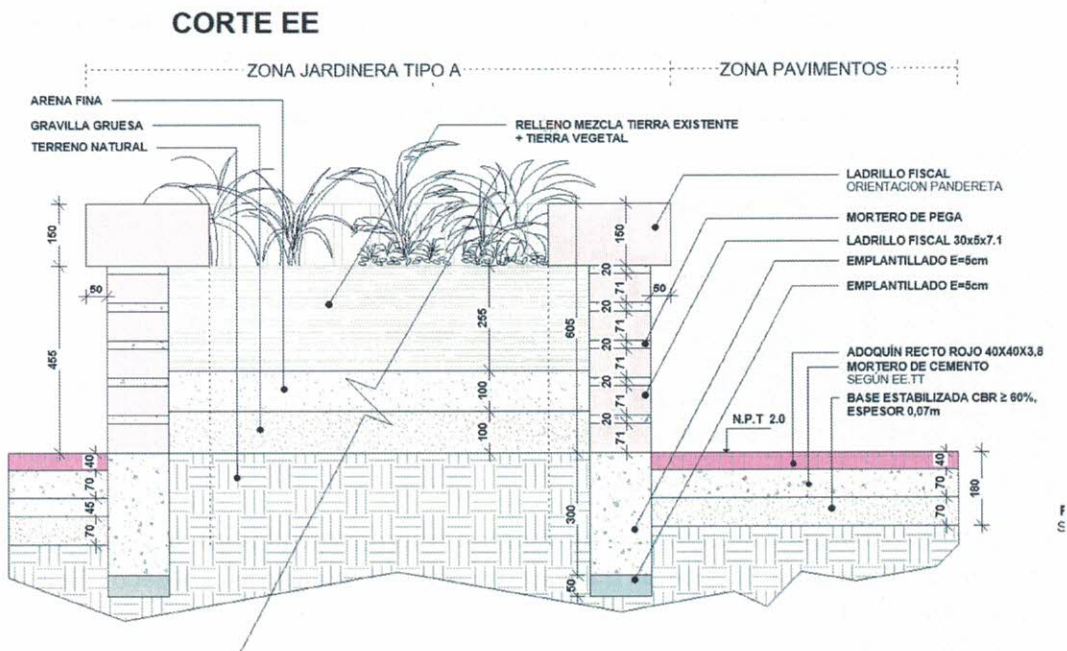 CORTE EE
ZONA JARDINERA TIPO A
ZONA PAVIMENTOS
ARENA FINA
GRAVILLA GRUESA
TERRENO NATURAL
RELLENO MEZCLA TIERRA EXISTENTE
+ TIERRA VEGETAL
LADRILLO FISCAL
ORIENTACION PANDERETA
MORTERO DE PEGA
LADRILLO FISCAL 30x5x7.1
EMPLANTILLADO E=5cm
EMPLANTILLADO E=5cm
ADOQUÍN RECTO ROJO 40X40X3,8
MORTERO DE CEMENTO
SEGÚN EE.TT
BASE ESTABILIZADA CBR ≥ 60%,
ESPESOR 0,07m
N.P.T 2.0
150
50
455
40
70
45
70
255
100
100
605
300
50
150
20
71
20
71
20
71
20
71
20
71
50
40
70
70
180